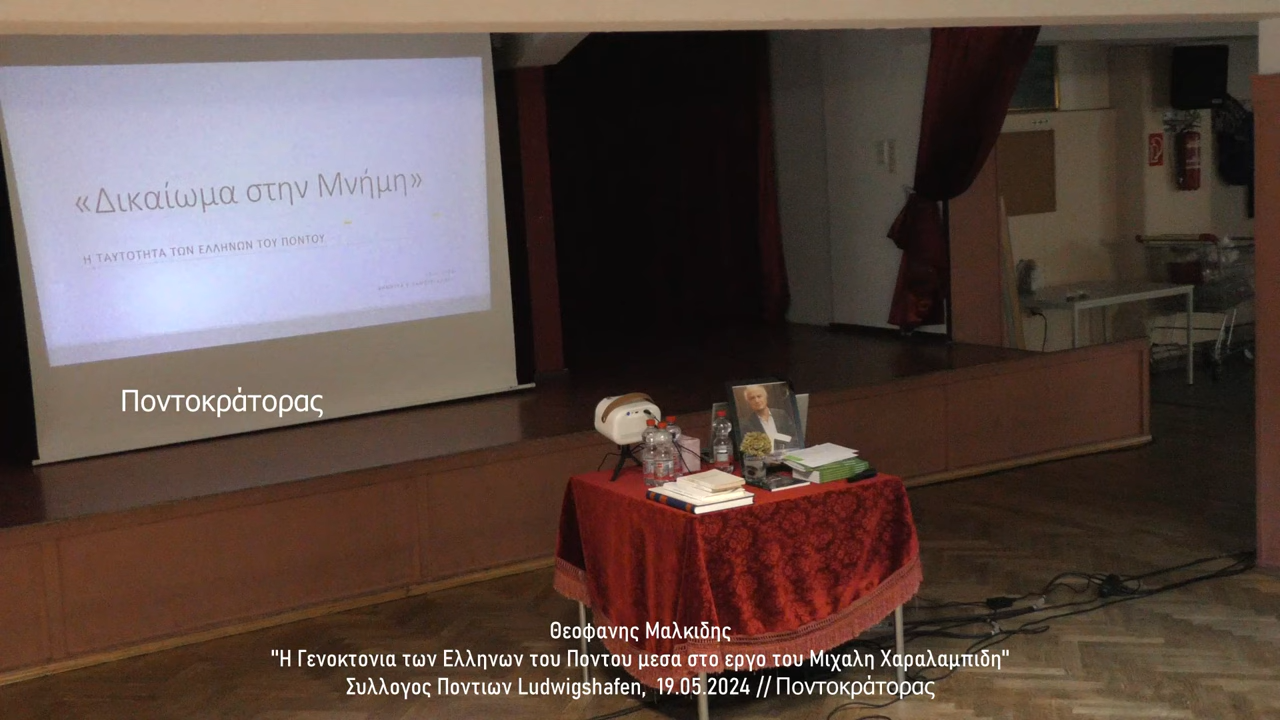 «Δικαίωμα στην Μνήμη»
Η ΤΑΥΤΟΤΗΤΑ ΤΩΝ ΕΛΛΗΝΩΝ ΤΟΥ ΠΟΝΤΟΥ
Ποντοκράτορας
Θεοφανης Μαλκιδης
"Η Γενοκτονια των Ελληνων του Ποντου μεσα στο εργο του Μιχαλη Χαραλαμπιδη"
Συλλογος Ποντιων Ludwigshafen, 19.05.2024 // Ποντοκράτορας